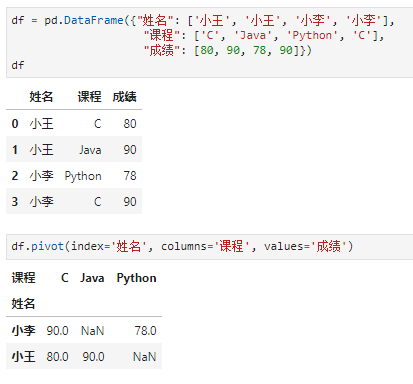 df = pd.DataFrame({"姓名": ['小王', '小王', '小李', '小李'],
"课程": ['C', 'Java', 'Python', 'C'],
"成绩": [80, 90, 78, 90]})
df
姓名 课程 成绩
0 小王 C 80
1 小王 Java 90
2 小李 Python 78
3 小李 C 90
df.pivot(index='姓名', columns='课程', values='成绩')
课程 C Java Python
姓名
小李 90.0 NaN 78.0
小王 80.0 90.0 NaN